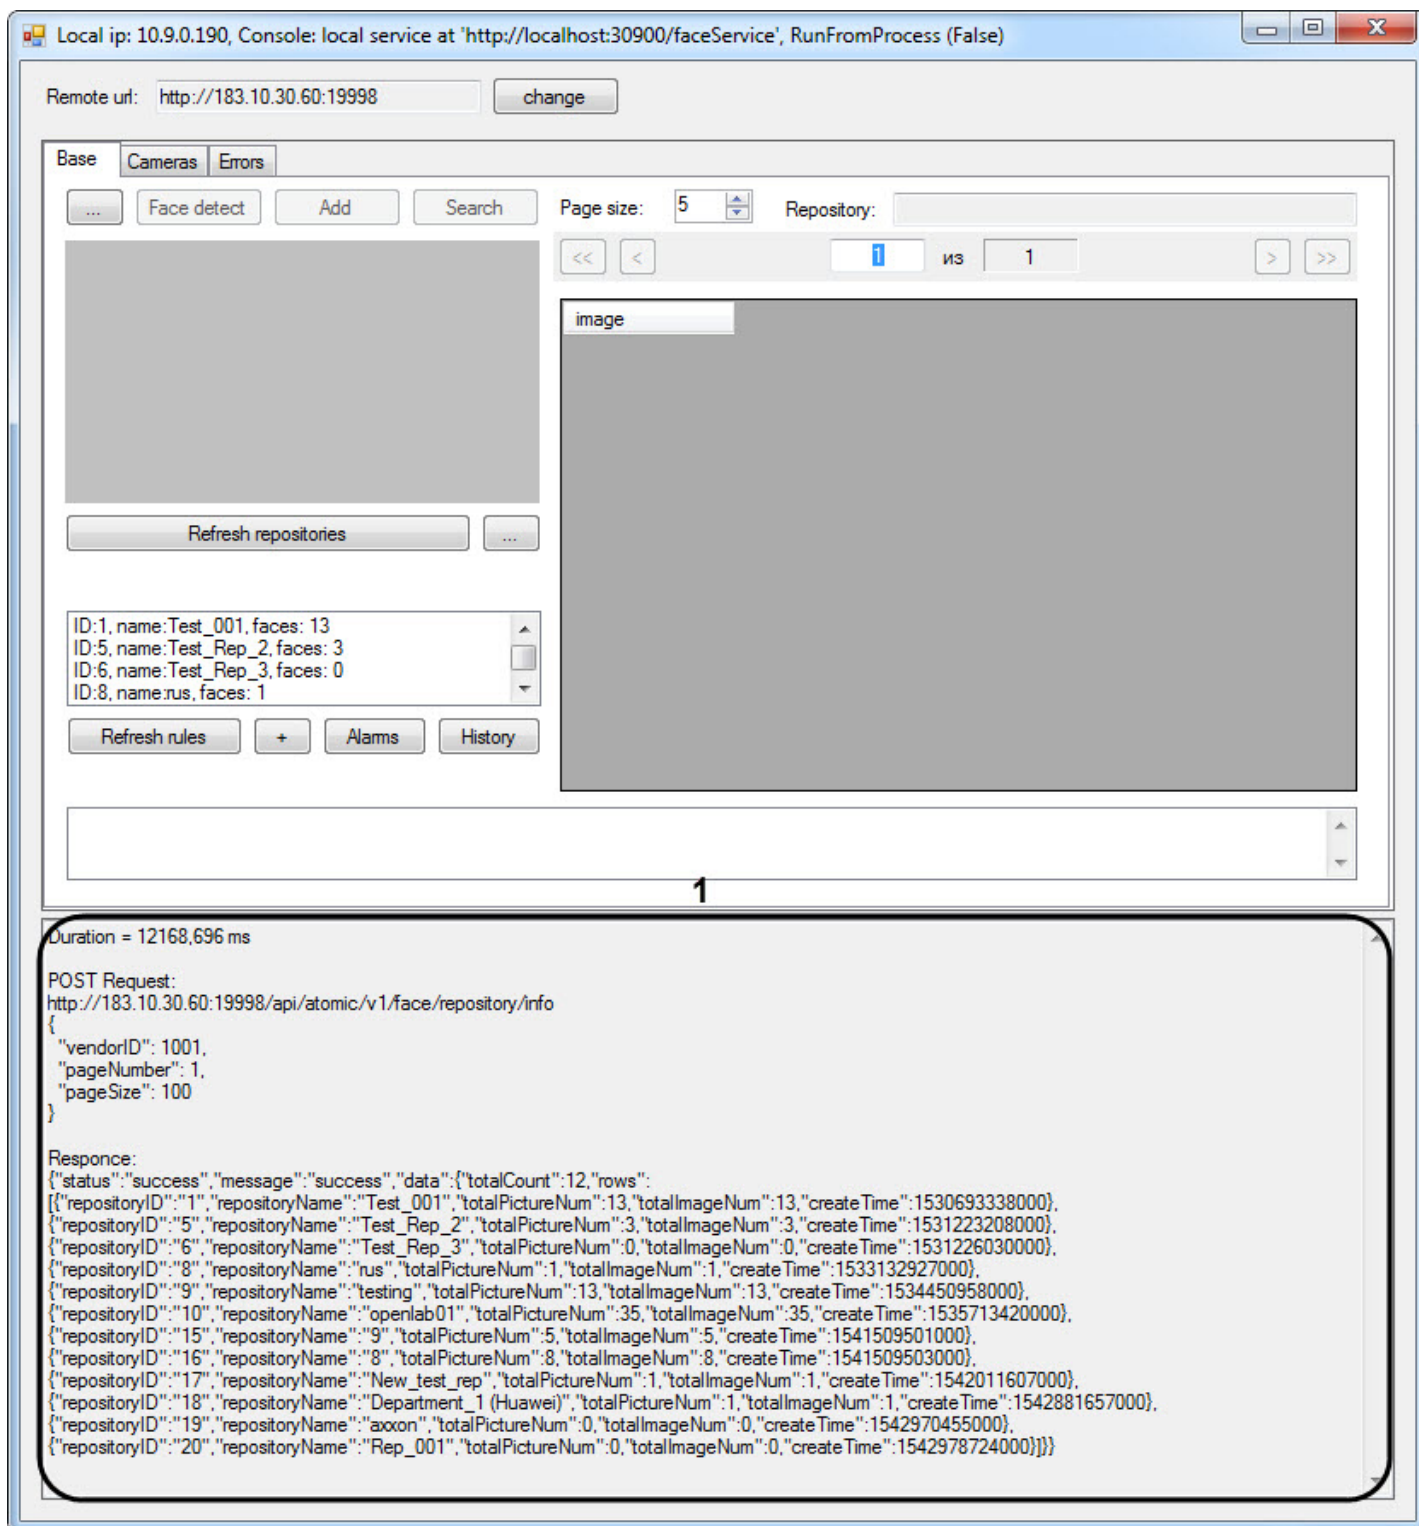 Local ip: 10.9.0.190, Console: local service at 'http://localhost:30900/faceService', RunFromProcess (False)
Remote url: http://183.10.30.60:19998 change
Base Cameras Errors
... Face detect Add Search Page size: 5 Repository:
<< < 1 из 1 > >>
image
Refresh repositories ...
ID:1, name:Test_001, faces: 13
ID:5, name:Test_Rep_2, faces: 3
ID:6, name:Test_Rep_3, faces: 0
ID:8, name:rus, faces: 1
Refresh rules + Alarms History
1
Duration = 12168,696 ms
POST Request:
http://183.10.30.60:19998/api/atomic/v1/face/repository/info
{
"vendorID": 1001,
"pageNumber": 1,
"pageSize": 100
}
Responce:
{"status":"success","message":"success","data":{"totalCount":12,"rows":
[{"repositoryID":"1","repositoryName":"Test_001","totalPictureNum":13,"totalImageNum":13,"createTime":1530693338000},
{"repositoryID":"5","repositoryName":"Test_Rep_2","totalPictureNum":3,"totalImageNum":3,"createTime":1531223208000},
{"repositoryID":"6","repositoryName":"Test_Rep_3","totalPictureNum":0,"totalImageNum":0,"createTime":1531226030000},
{"repositoryID":"8","repositoryName":"rus","totalPictureNum":1,"totalImageNum":1,"createTime":1533132927000},
{"repositoryID":"9","repositoryName":"testing","totalPictureNum":13,"totalImageNum":13,"createTime":1534450958000},
{"repositoryID":"10","repositoryName":"openlab01","totalPictureNum":35,"totalImageNum":35,"createTime":1535713420000},
{"repositoryID":"15","repositoryName":"9","totalPictureNum":5,"totalImageNum":5,"createTime":1541509501000},
{"repositoryID":"16","repositoryName":"8","totalPictureNum":8,"totalImageNum":8,"createTime":1541509503000},
{"repositoryID":"17","repositoryName":"New_test_rep","totalPictureNum":1,"totalImageNum":1,"createTime":1542011607000},
{"repositoryID":"18","repositoryName":"Department_1 (Huawei)","totalPictureNum":1,"totalImageNum":1,"createTime":1542881657000},
{"repositoryID":"19","repositoryName":"axxon","totalPictureNum":0,"totalImageNum":0,"createTime":1542970455000},
{"repositoryID":"20","repositoryName":"Rep_001","totalPictureNum":0,"totalImageNum":0,"createTime":1542978724000}]}}